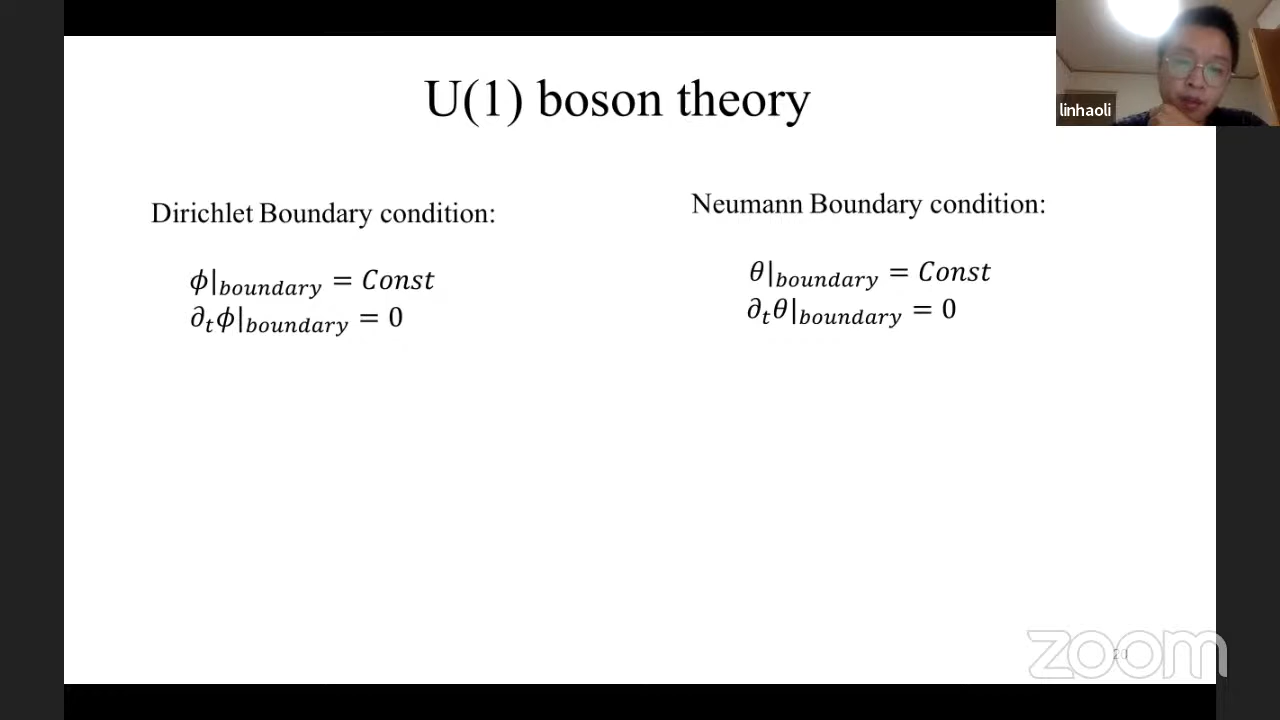 U(1) boson theory
linhaoli
Dirichlet Boundary condition:
ϕ|boundary = Const
∂tϕ|boundary = 0
Neumann Boundary condition:
θ|boundary = Const
∂tθ|boundary = 0
zoom
20